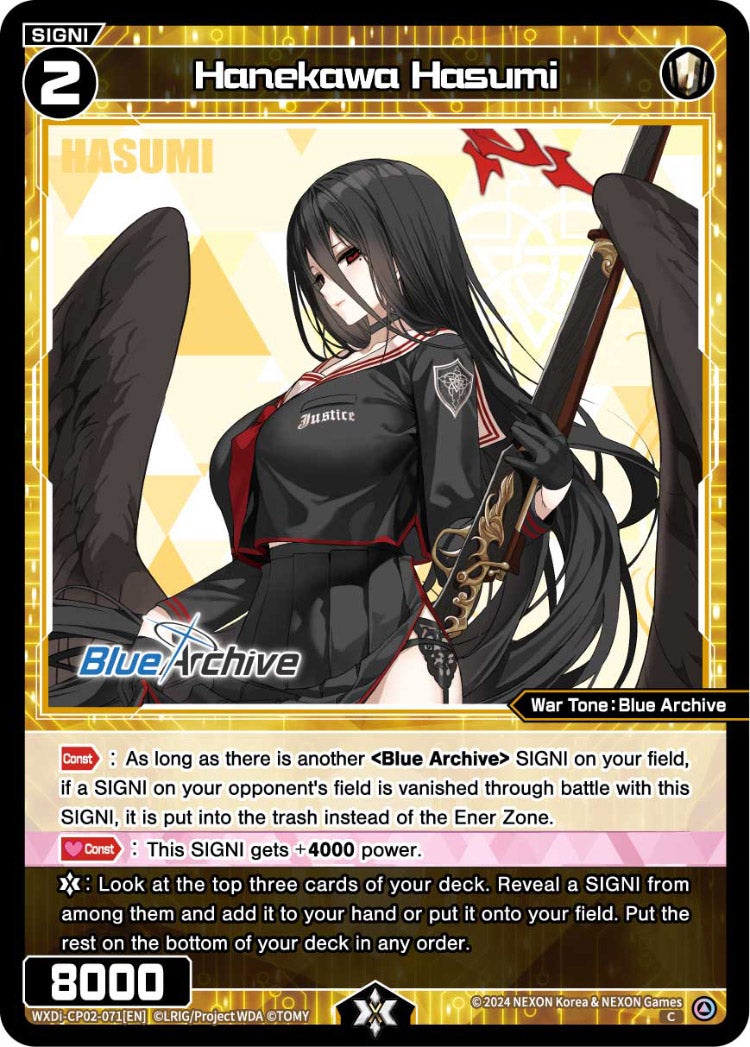 SIGNI
2
Hanekawa Hasumi
HASUMI
Justice
Blue Archive
War Tone：Blue Archive
Const : As long as there is another <Blue Archive> SIGNI on your field,
if a SIGNI on your opponent's field is vanished through battle with this
SIGNI, it is put into the trash instead of the Ener Zone.
Const : This SIGNI gets +4000 power.
: Look at the top three cards of your deck. Reveal a SIGNI from
among them and add it to your hand or put it onto your field. Put the
rest on the bottom of your deck in any order.
8000
©2024 NEXON Korea & NEXON Games
WXDi-CP02-071[EN] ©LRIG/Project WDA ©TOMY
C